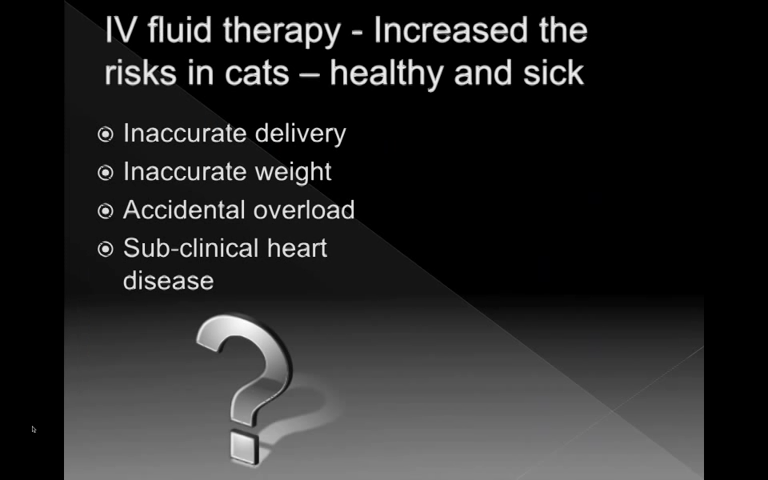 IV fluid therapy - Increased the
risks in cats – healthy and sick
Inaccurate delivery
Inaccurate weight
Accidental overload
Sub-clinical heart
disease
?